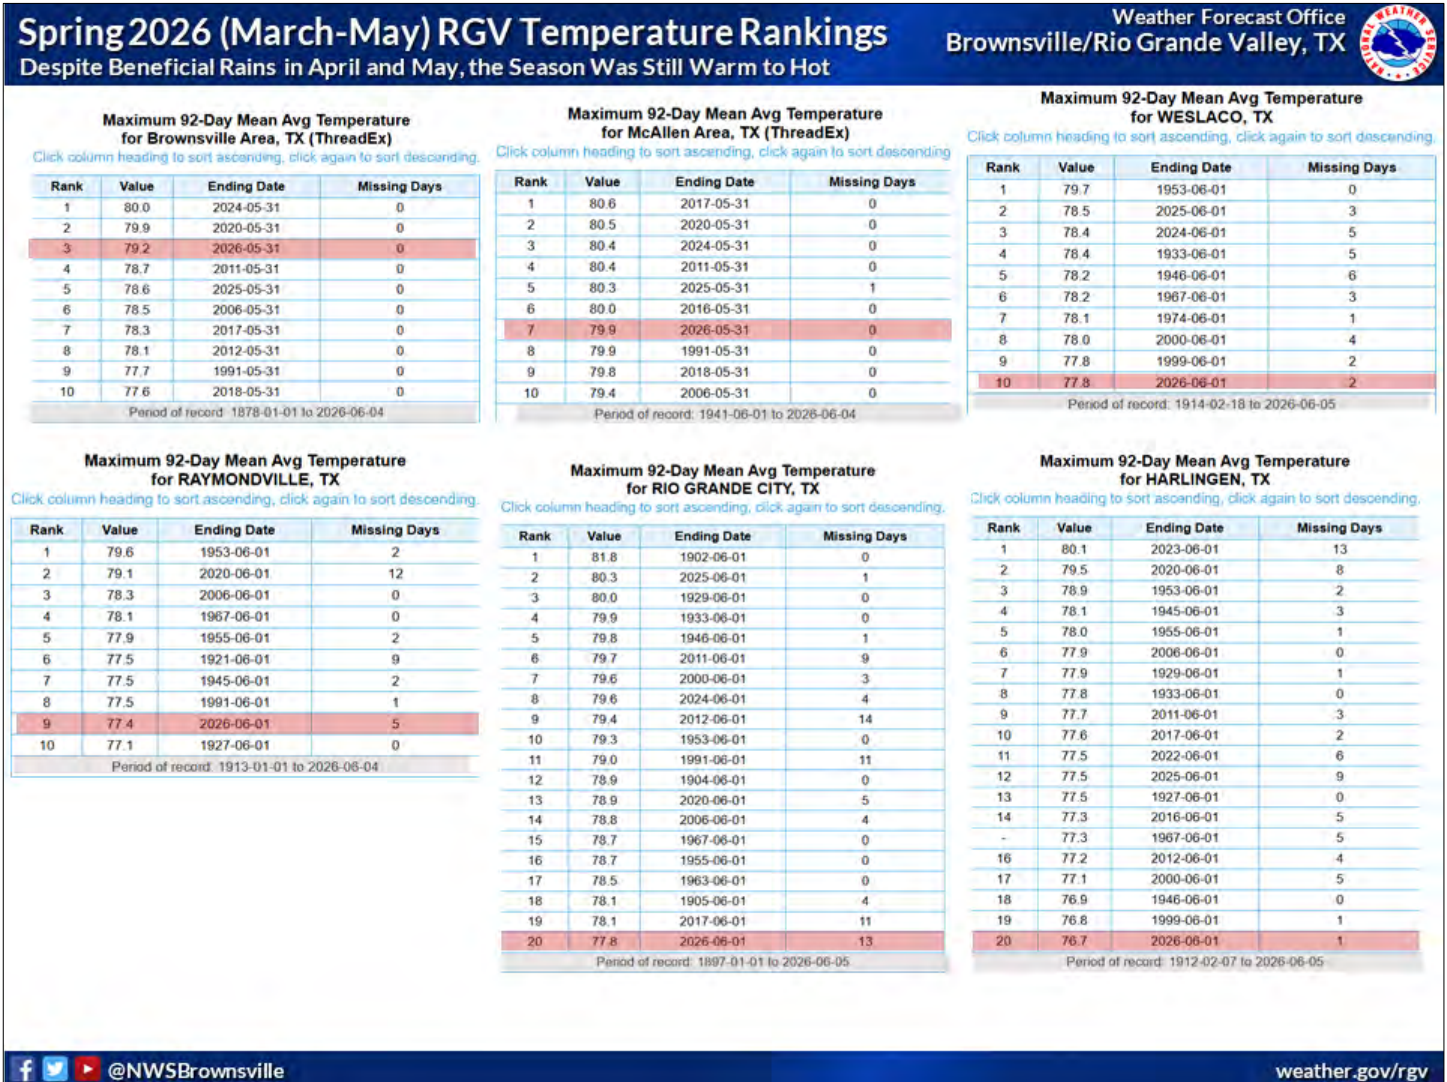 Spring 2026 (March-May) RGV Temperature Rankings
Despite Beneficial Rains in April and May, the Season Was Still Warm to Hot
Weather Forecast Office
Brownsville/Rio Grande Valley, TX
NATIONAL WEATHER SERVICE
Maximum 92-Day Mean Avg Temperature
for Brownsville Area, TX (ThreadEx)
Click column heading to sort ascending, click again to sort descending.
Rank Value Ending Date Missing Days
1 80.0 2024-05-31 0
2 79.9 2020-05-31 0
3 79.2 2026-05-31 0
4 78.7 2011-05-31 0
5 78.6 2025-05-31 0
6 78.5 2006-05-31 0
7 78.3 2017-05-31 0
8 78.1 2012-05-31 0
9 77.7 1991-05-31 0
10 77.6 2018-05-31 0
Period of record: 1878-01-01 to 2026-06-04
Maximum 92-Day Mean Avg Temperature
for McAllen Area, TX (ThreadEx)
Click column heading to sort ascending, click again to sort descending
Rank Value Ending Date Missing Days
1 80.6 2017-05-31 0
2 80.5 2020-05-31 0
3 80.4 2024-05-31 0
4 80.4 2011-05-31 0
5 80.3 2025-05-31 1
6 80.0 2016-05-31 0
7 79.9 2026-05-31 0
8 79.9 1991-05-31 0
9 79.8 2018-05-31 0
10 79.4 2006-05-31 0
Period of record: 1941-06-01 to 2026-06-04
Maximum 92-Day Mean Avg Temperature
for WESLACO, TX
Click column heading to sort ascending, click again to sort descending.
Rank Value Ending Date Missing Days
1 79.7 1953-06-01 0
2 78.5 2025-06-01 3
3 78.4 2024-06-01 5
4 78.4 1933-06-01 5
5 78.2 1946-06-01 6
6 78.2 1967-06-01 3
7 78.1 1974-06-01 1
8 78.0 2000-06-01 4
9 77.8 1999-06-01 2
10 77.8 2026-06-01 2
Period of record: 1914-02-18 to 2026-06-05
Maximum 92-Day Mean Avg Temperature
for RAYMONDVILLE, TX
Click column heading to sort ascending, click again to sort descending.
Rank Value Ending Date Missing Days
1 79.6 1953-06-01 2
2 79.1 2020-06-01 12
3 78.3 2006-06-01 0
4 78.1 1967-06-01 0
5 77.9 1955-06-01 2
6 77.5 1921-06-01 9
7 77.5 1945-06-01 2
8 77.5 1991-06-01 1
9 77.4 2026-06-01 5
10 77.1 1927-06-01 0
Period of record: 1913-01-01 to 2026-06-04
Maximum 92-Day Mean Avg Temperature
for RIO GRANDE CITY, TX
Click column heading to sort ascending, click again to sort descending.
Rank Value Ending Date Missing Days
1 81.8 1902-06-01 0
2 80.3 2025-06-01 1
3 80.0 1929-06-01 0
4 79.9 1933-06-01 0
5 79.8 1946-06-01 1
6 79.7 2011-06-01 9
7 79.6 2000-06-01 3
8 79.6 2024-06-01 4
9 79.4 2012-06-01 14
10 79.3 1953-06-01 0
11 79.0 1991-06-01 11
12 78.9 1904-06-01 0
13 78.9 2020-06-01 5
14 78.8 2006-06-01 4
15 78.7 1967-06-01 0
16 78.7 1955-06-01 0
17 78.5 1963-06-01 0
18 78.1 1905-06-01 4
19 78.1 2017-06-01 11
20 77.8 2026-06-01 13
Period of record: 1897-01-01 to 2026-06-05
Maximum 92-Day Mean Avg Temperature
for HARLINGEN, TX
Click column heading to sort ascending, click again to sort descending.
Rank Value Ending Date Missing Days
1 80.1 2023-06-01 13
2 79.5 2020-06-01 8
3 78.9 1953-06-01 2
4 78.1 1945-06-01 3
5 78.0 1955-06-01 1
6 77.9 2006-06-01 0
7 77.9 1929-06-01 1
8 77.8 1933-06-01 0
9 77.7 2011-06-01 3
10 77.6 2017-06-01 2
11 77.5 2022-06-01 6
12 77.5 2025-06-01 9
13 77.5 1927-06-01 0
14 77.3 2016-06-01 5
- 77.3 1967-06-01 5
16 77.2 2012-06-01 4
17 77.1 2000-06-01 5
18 76.9 1946-06-01 0
19 76.8 1999-06-01 1
20 76.7 2026-06-01 1
Period of record: 1912-02-07 to 2026-06-05
@NWSBrownsville
weather.gov/rgv